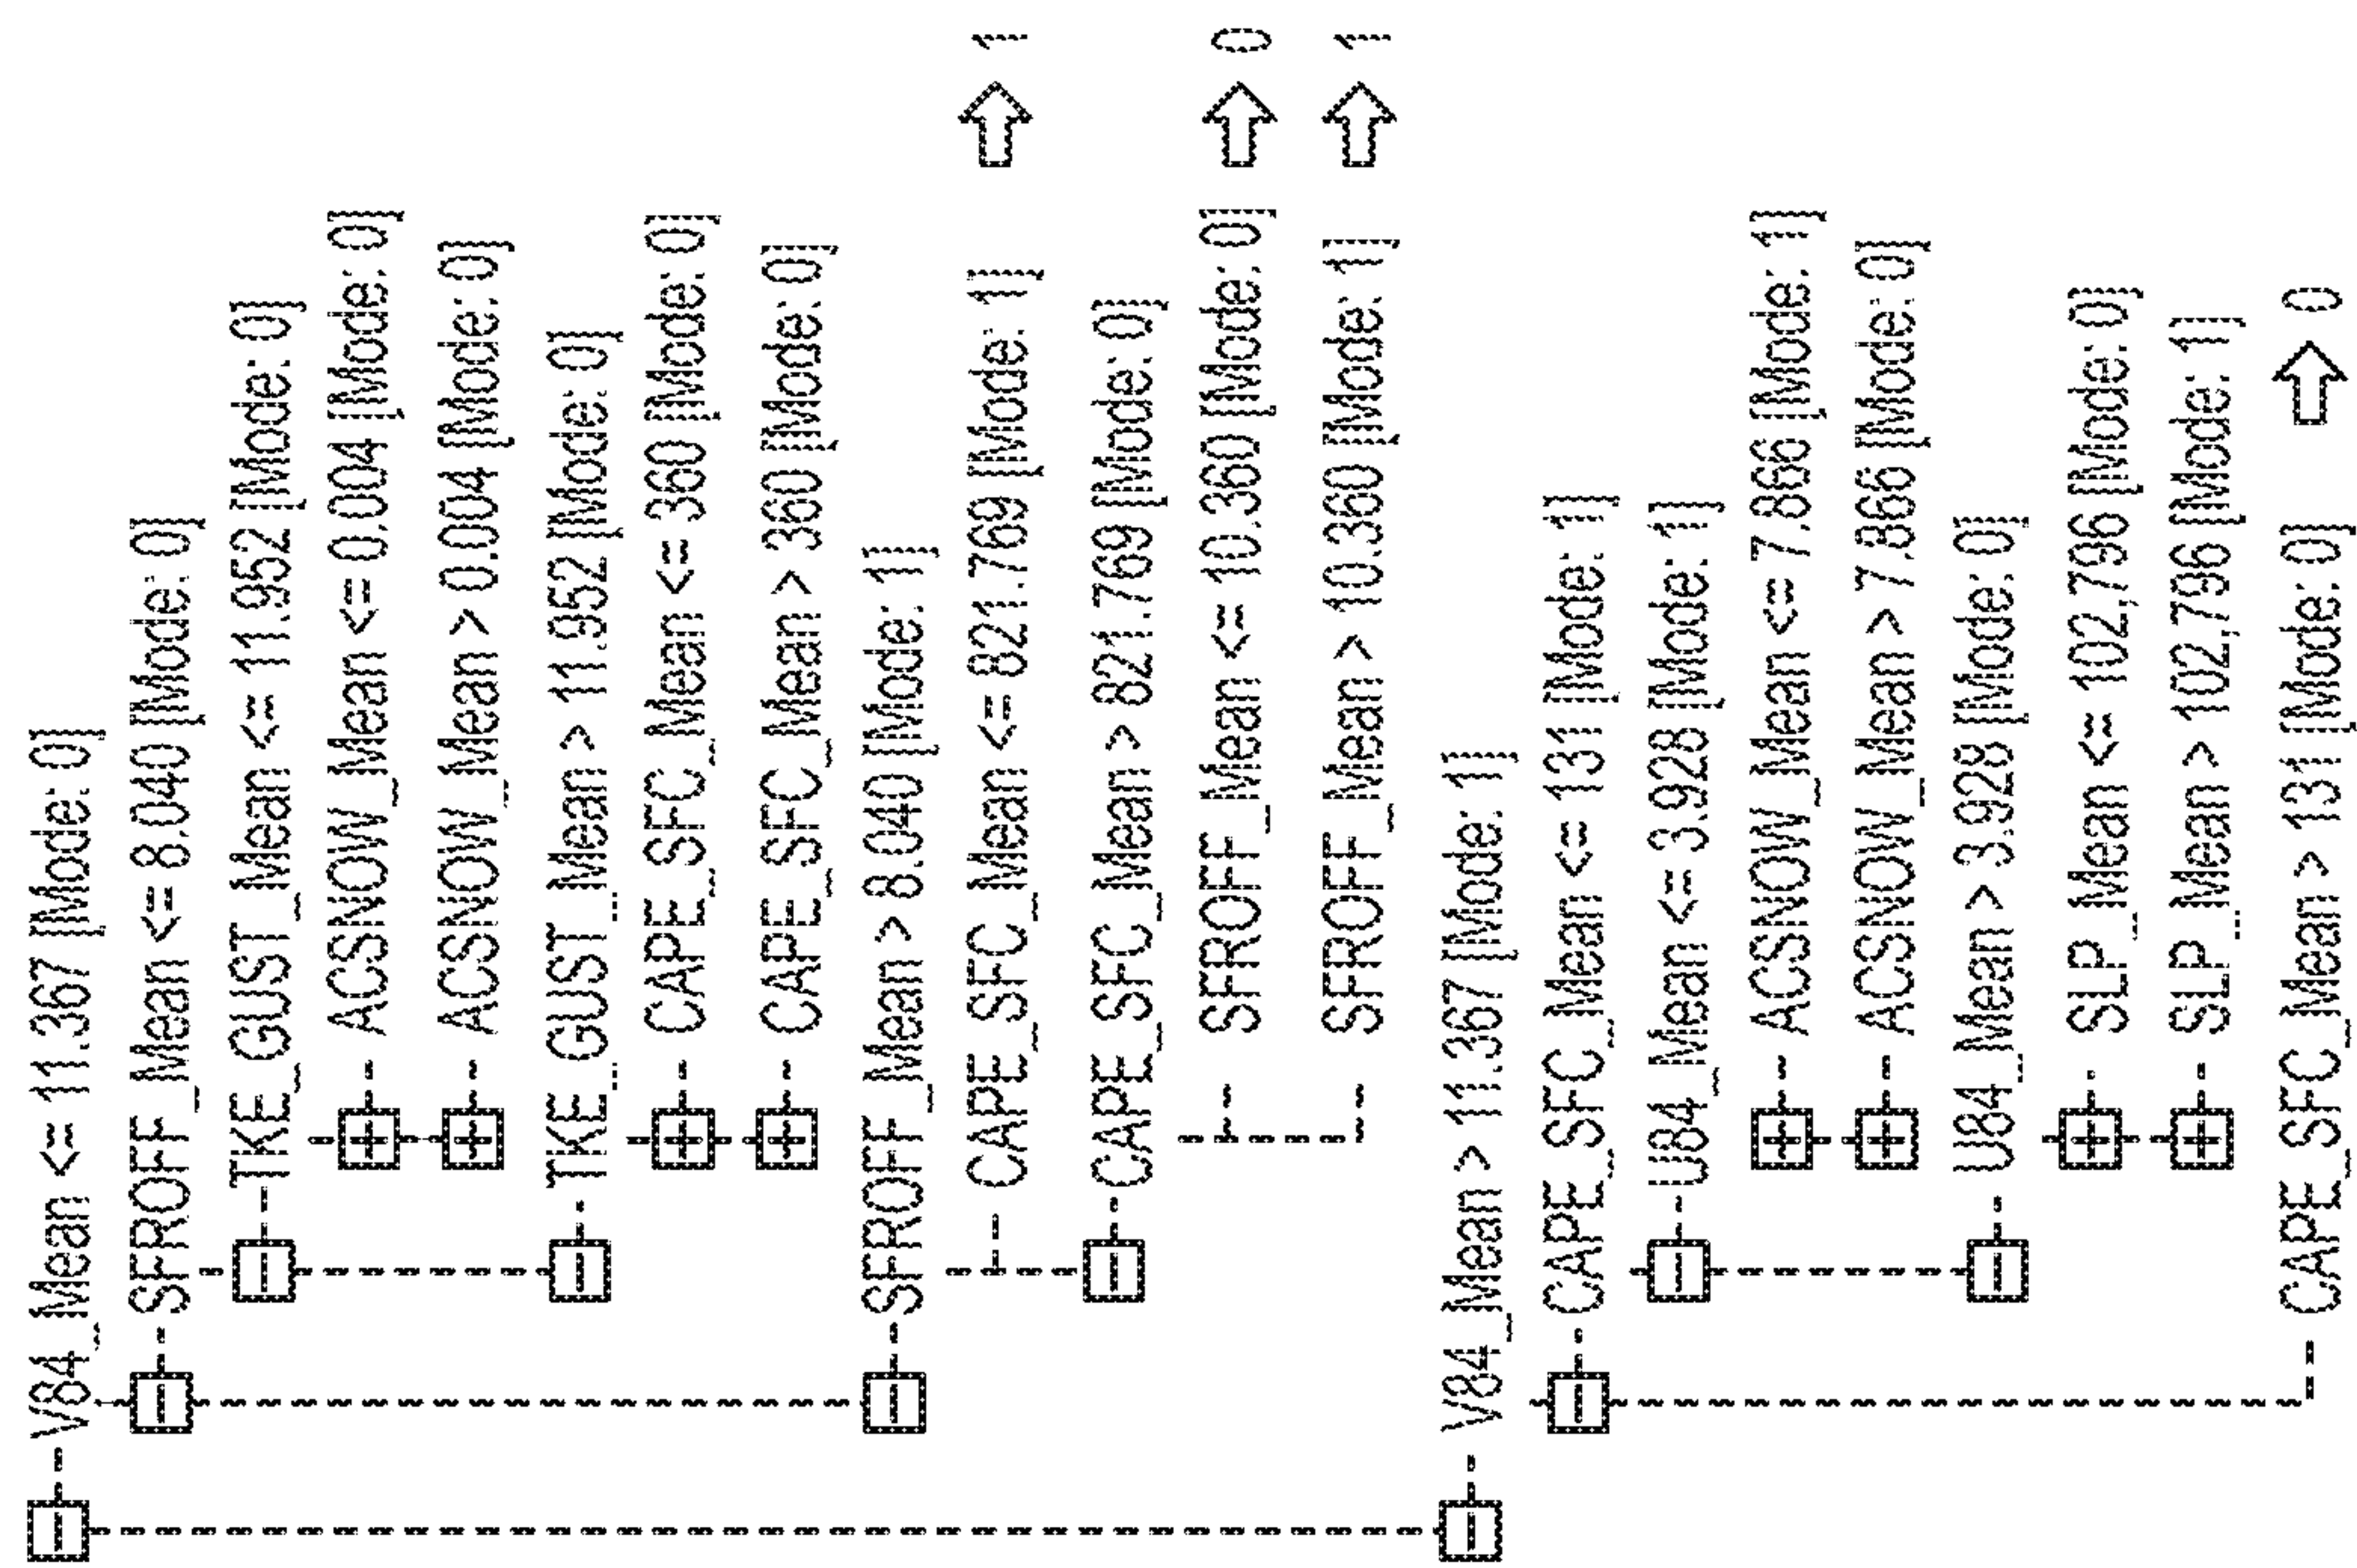 V84_Mean <= 11.367 [Mode: 0]
SFROFF_Mean <= 8.040 [Mode: 0]
TKE_GUST_Mean <= 11.952 [Mode: 0]
ACSNOW_Mean <= 0.004 [Mode: 0]
ACSNOW_Mean > 0.004 [Mode: 0]
TKE_GUST_Mean > 11.952 [Mode: 0]
CAPE_SFC_Mean <= 360 [Mode: 0]
CAPE_SFC_Mean > 360 [Mode: 0]
SFROFF_Mean > 8.040 [Mode: 1]
CAPE_SFC_Mean <= 821.769 [Mode: 1] ⇨ 1
CAPE_SFC_Mean > 821.769 [Mode: 0]
SFROFF_Mean <= 10.360 [Mode: 0] ⇨ 0
SFROFF_Mean > 10.360 [Mode: 1] ⇨ 1
V84_Mean > 11.367 [Mode: 1]
CAPE_SFC_Mean <= 131 [Mode: 1]
U84_Mean <= 3.928 [Mode: 1]
ACSNOW_Mean <= 7.866 [Mode: 1]
ACSNOW_Mean > 7.866 [Mode: 0]
U84_Mean > 3.928 [Mode: 0]
SLP_Mean <= 102,796 [Mode: 0]
SLP_Mean > 102,796 [Mode: 1]
CAPE_SFC_Mean > 131 [Mode: 0] ⇨ 0